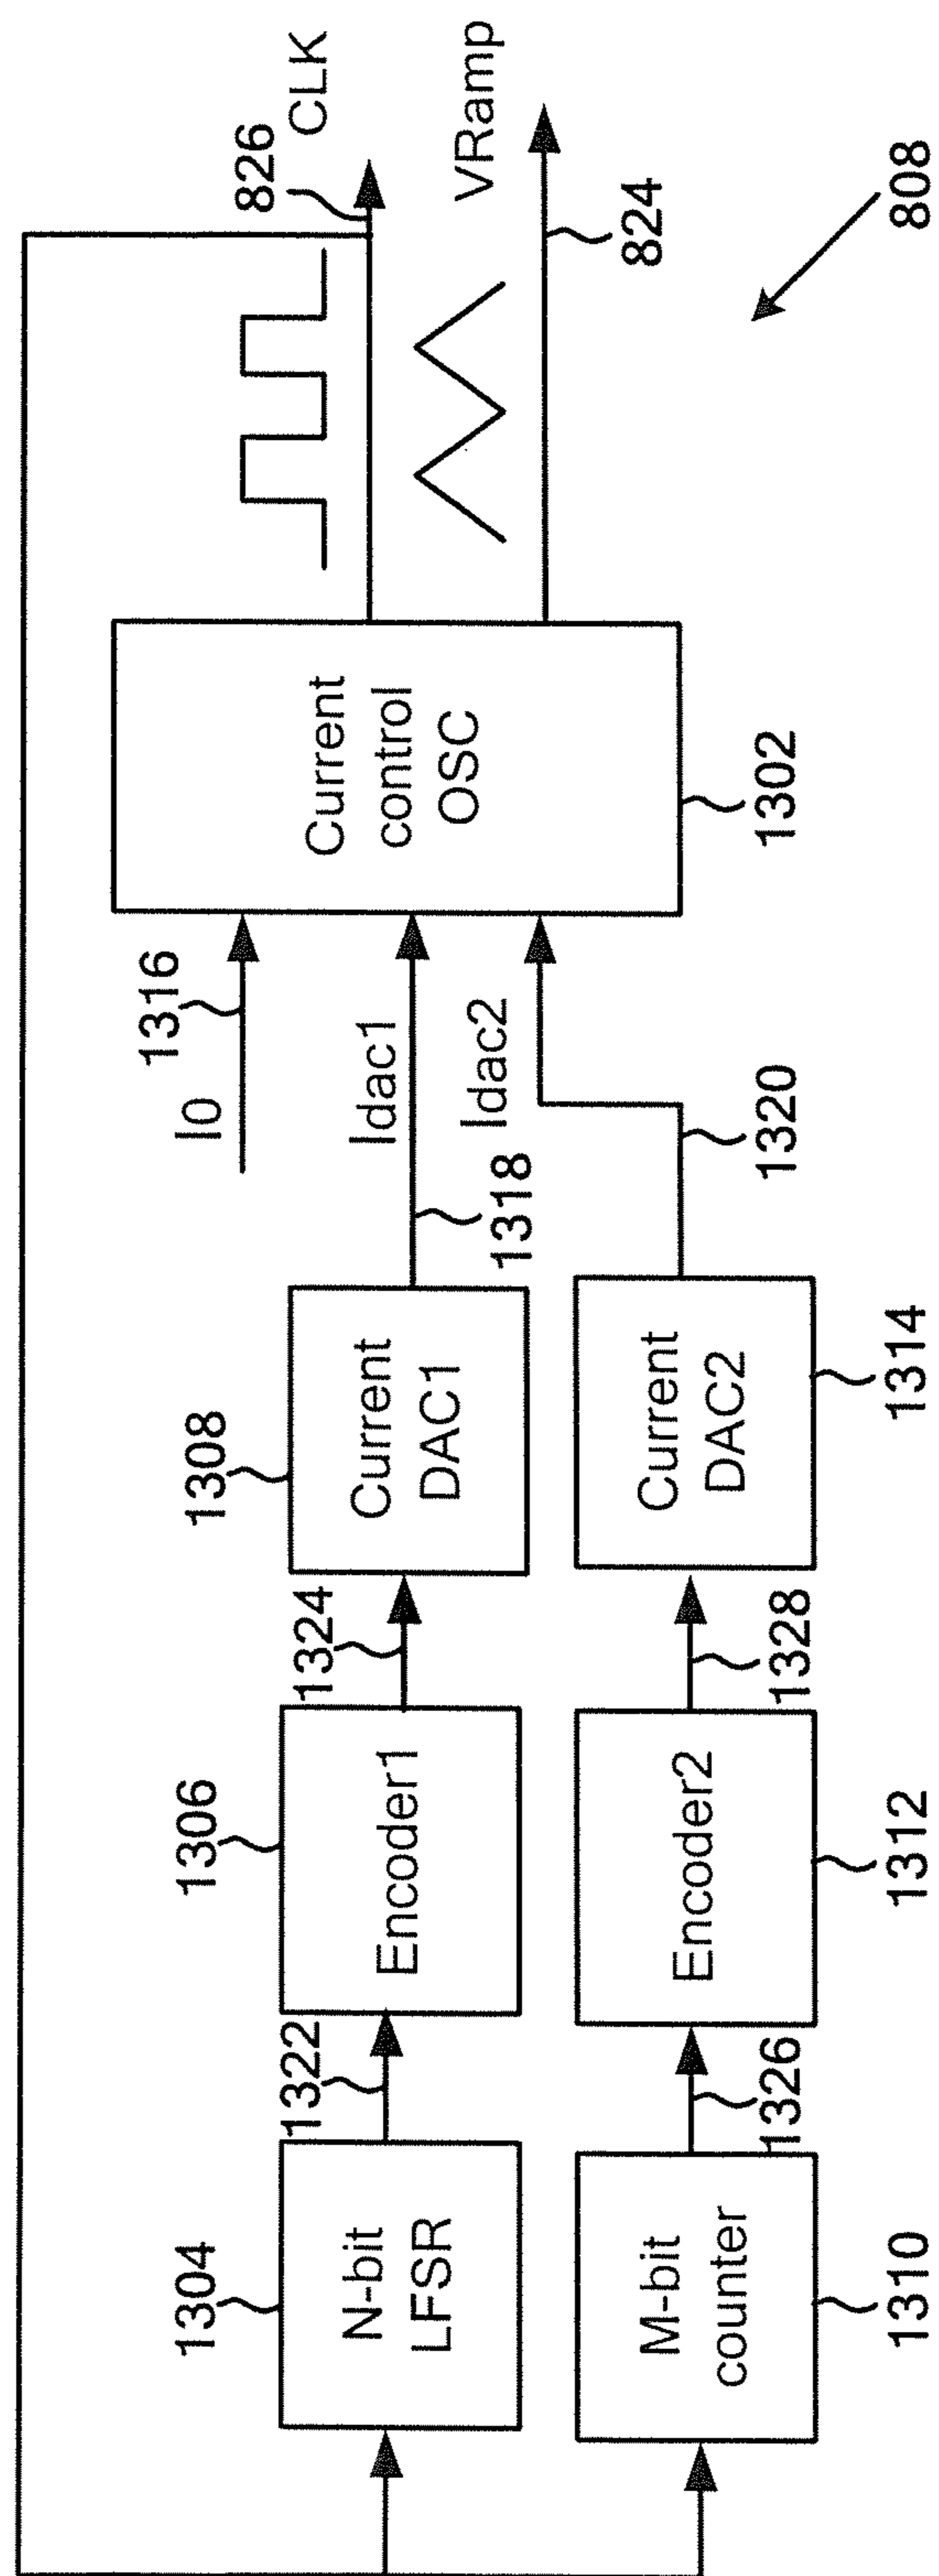 CLK
826
VRamp
824
808
Current
control
OSC
1302
1316
I0
Idac1
1318
Idac2
1320
1308
Current
DAC1
Current
DAC2
1314
1324
1328
1306
Encoder1
Encoder2
1312
1322
1326
1304
N-bit
LFSR
M-bit
counter
1310